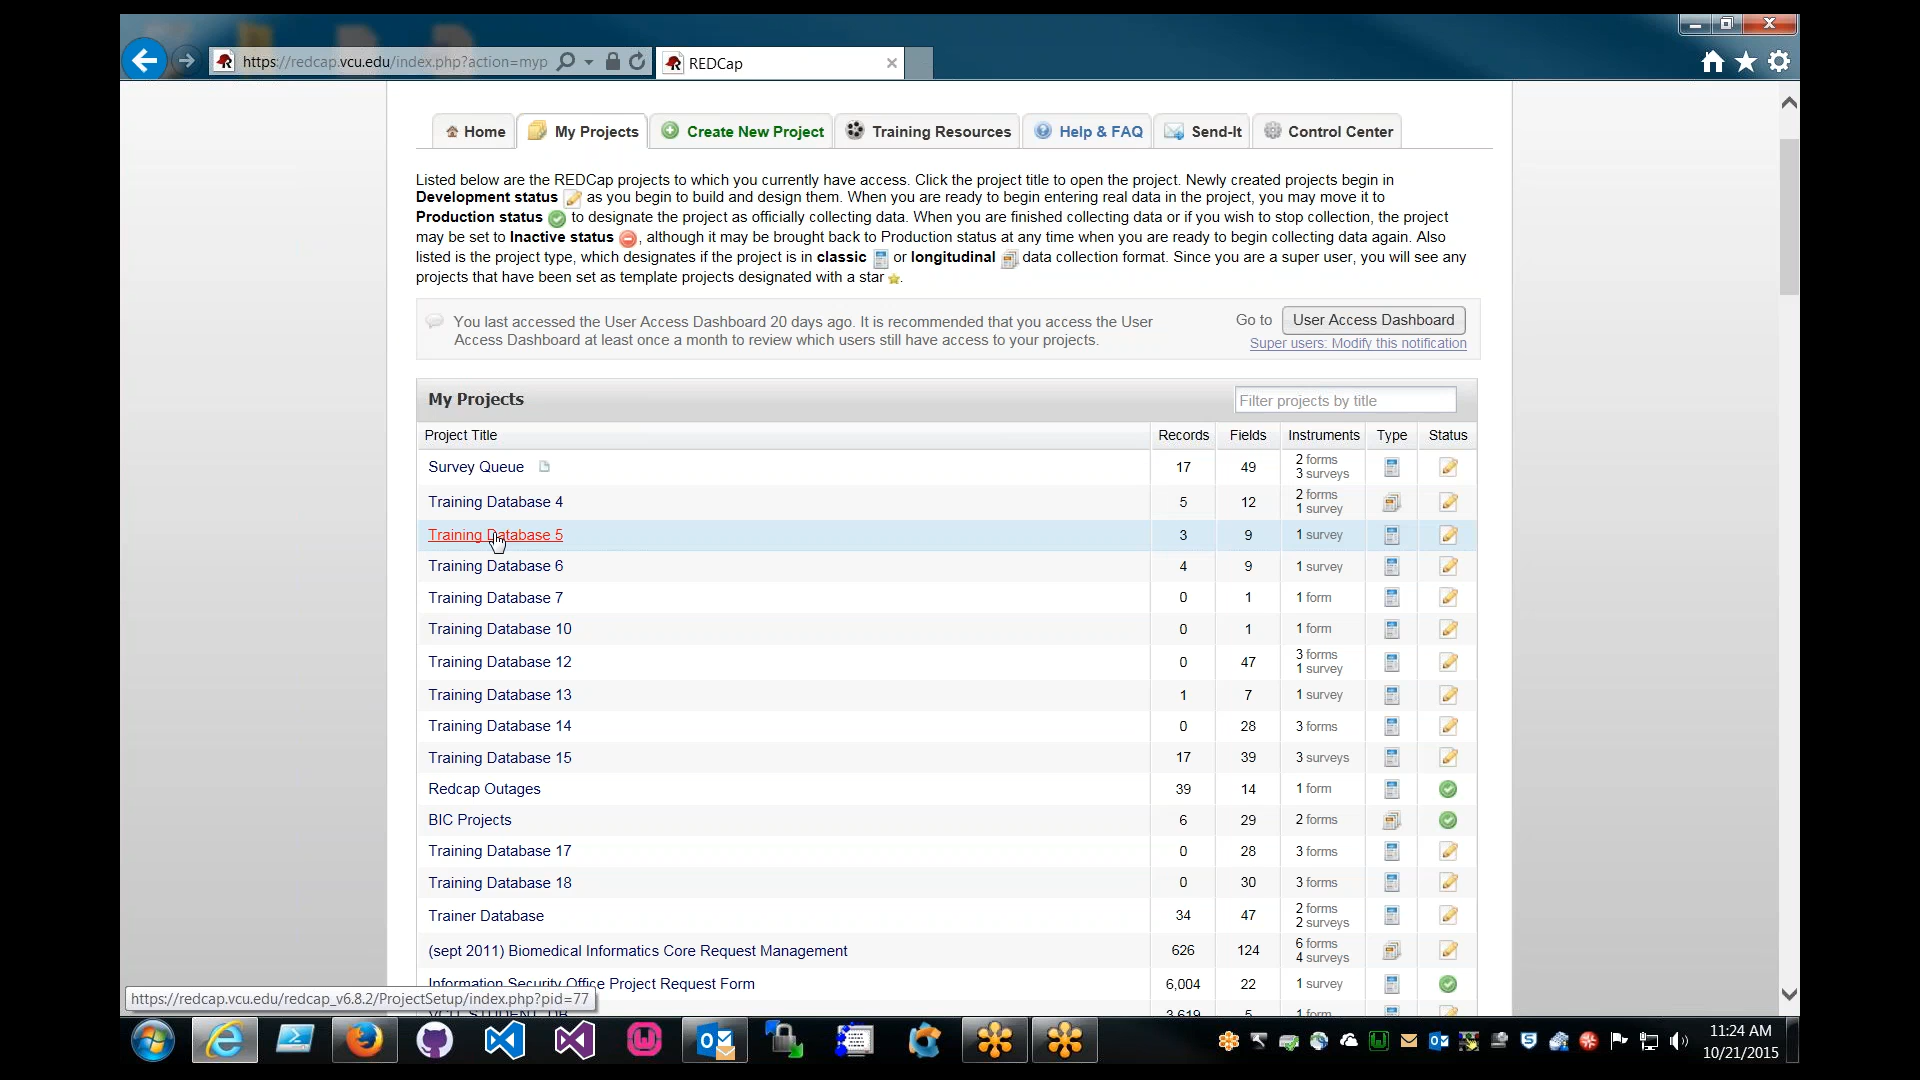 https://redcap.vcu.edu/index.php?action=myp
REDCap
Home
My Projects
Create New Project
Training Resources
Help & FAQ
Send-It
Control Center
Listed below are the REDCap projects to which you currently have access. Click the project title to open the project. Newly created projects begin in
Development status as you begin to build and design them. When you are ready to begin entering real data in the project, you may move it to
Production status to designate the project as officially collecting data. When you are finished collecting data or if you wish to stop collection, the project
may be set to Inactive status , although it may be brought back to Production status at any time when you are ready to begin collecting data again. Also
listed is the project type, which designates if the project is in classic or longitudinal data collection format. Since you are a super user, you will see any
projects that have been set as template projects designated with a star .
You last accessed the User Access Dashboard 20 days ago. It is recommended that you access the User
Access Dashboard at least once a month to review which users still have access to your projects.
Go to User Access Dashboard
Super users: Modify this notification
My Projects
Filter projects by title
Project Title Records Fields Instruments Type Status
Survey Queue 17 49 2 forms
3 surveys
Training Database 4 5 12 2 forms
1 survey
Training Database 5 3 9 1 survey
Training Database 6 4 9 1 survey
Training Database 7 0 1 1 form
Training Database 10 0 1 1 form
Training Database 12 0 47 3 forms
1 survey
Training Database 13 1 7 1 survey
Training Database 14 0 28 3 forms
Training Database 15 17 39 3 surveys
Redcap Outages 39 14 1 form
BIC Projects 6 29 2 forms
Training Database 17 0 28 3 forms
Training Database 18 0 30 3 forms
Trainer Database 34 47 2 forms
2 surveys
(sept 2011) Biomedical Informatics Core Request Management 626 124 6 forms
4 surveys
Information Security Office Project Request Form 6,004 22 1 survey
VCU STUDENT DB 3,619 5 1 form
https://redcap.vcu.edu/redcap_v6.8.2/ProjectSetup/index.php?pid=77
11:24 AM
10/21/2015